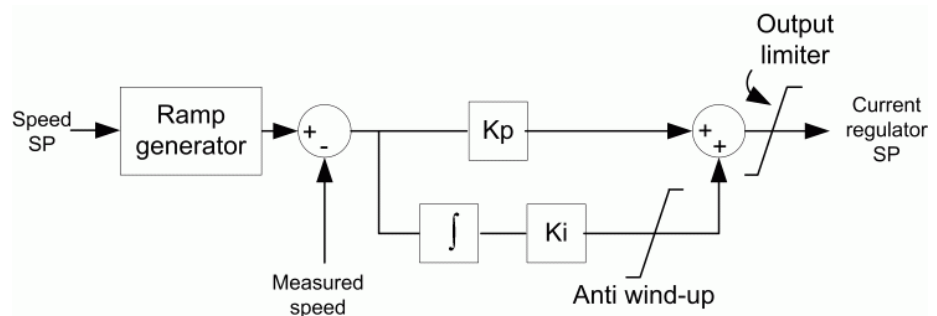 Output
limiter
Speed
SP
Ramp
generator
+
-
Kp
+
+
Current
regulator
SP
∫
Ki
Measured
speed
Anti wind-up